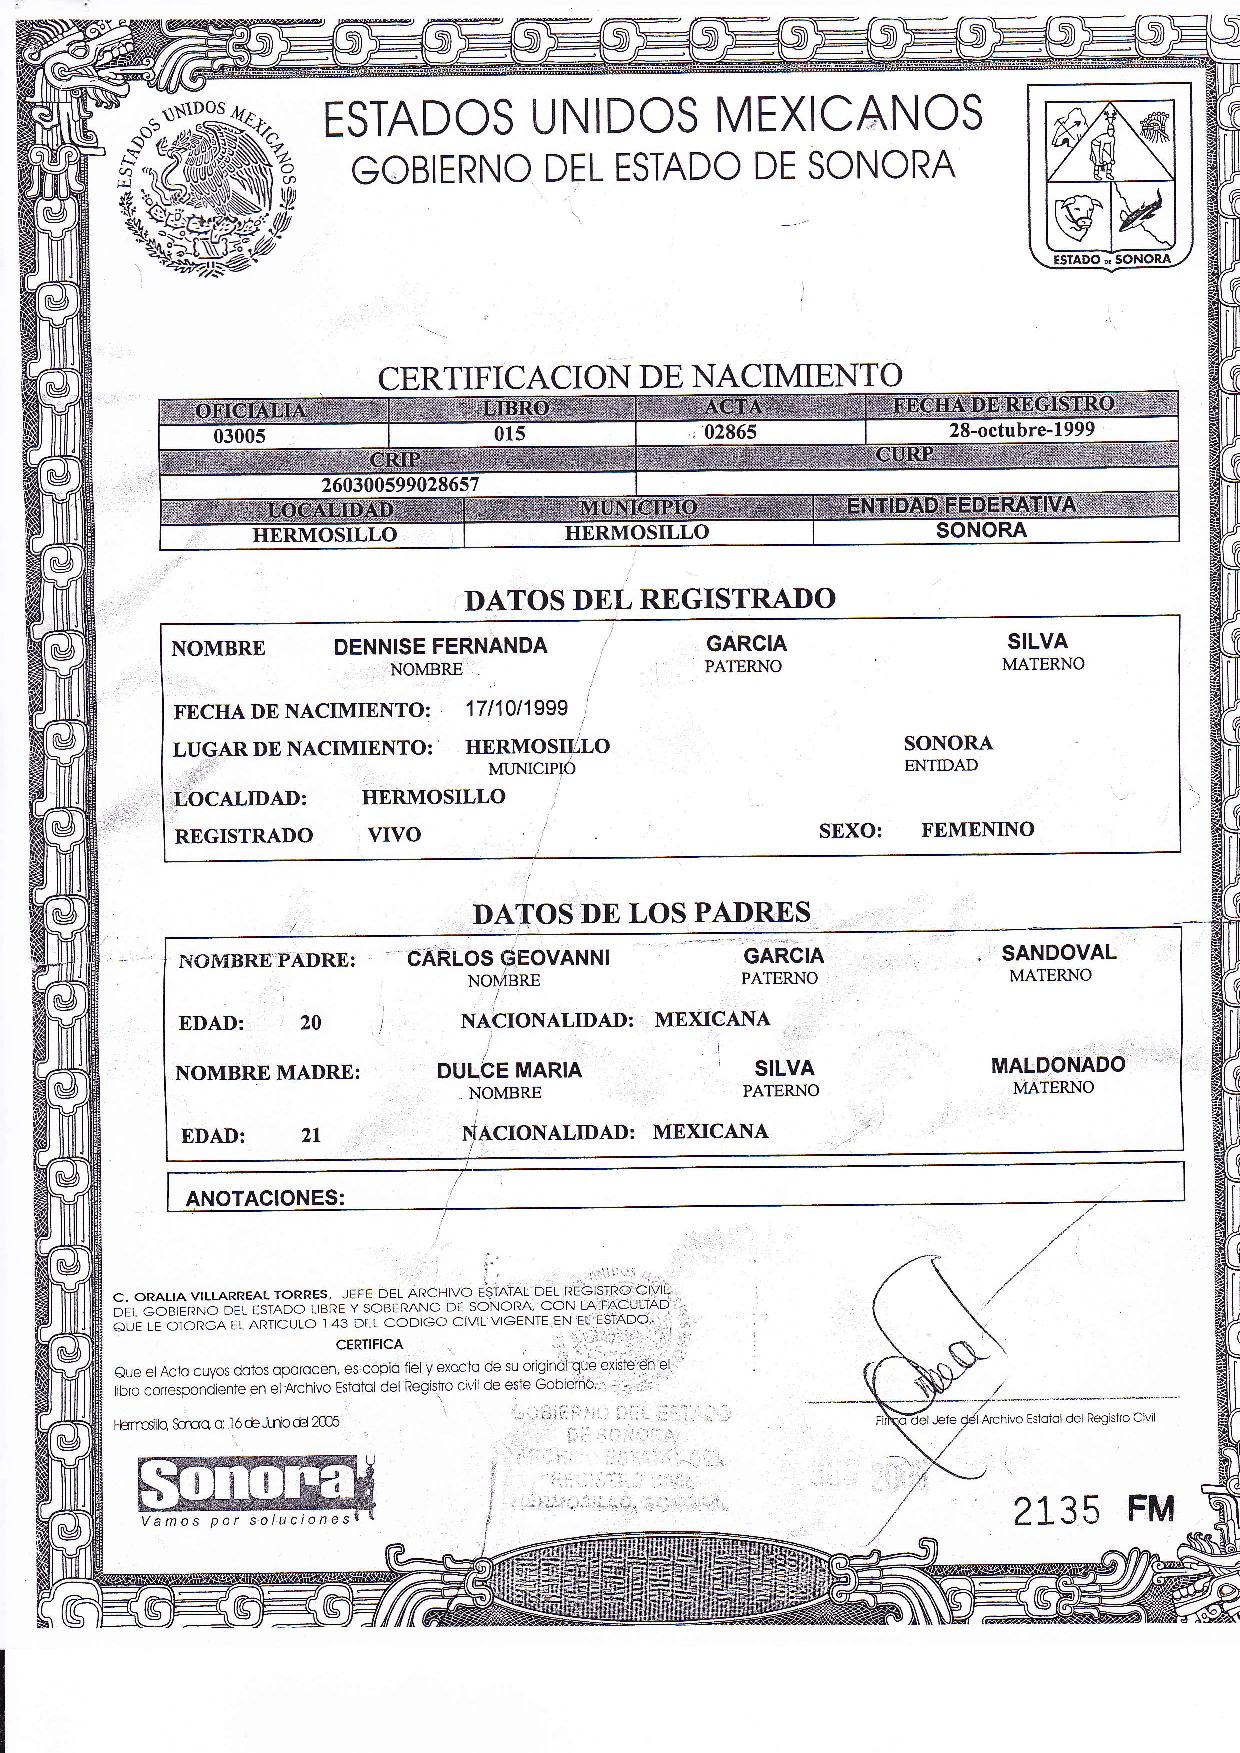 ESTADOS UNIDOS MEXICANOS
ESTADOS UNIDOS MEXICANOS
GOBIERNO DEL ESTADO DE SONORA
ESTADO DE SONORA
CERTIFICACION DE NACIMIENTO
OFICIALIA LIBRO ACTA FECHA DE REGISTRO
03005 015 02865 28-octubre-1999
CRIP CURP
260300599028657
LOCALIDAD MUNICIPIO ENTIDAD FEDERATIVA
HERMOSILLO HERMOSILLO SONORA
DATOS DEL REGISTRADO
NOMBRE DENNISE FERNANDA GARCIA SILVA
NOMBRE PATERNO MATERNO
FECHA DE NACIMIENTO: 17/10/1999
LUGAR DE NACIMIENTO: HERMOSILLO SONORA
MUNICIPIO ENTIDAD
LOCALIDAD: HERMOSILLO
REGISTRADO VIVO SEXO: FEMENINO
DATOS DE LOS PADRES
NOMBRE PADRE: CARLOS GEOVANNI GARCIA SANDOVAL
NOMBRE PATERNO MATERNO
EDAD: 20 NACIONALIDAD: MEXICANA
NOMBRE MADRE: DULCE MARIA SILVA MALDONADO
NOMBRE PATERNO MATERNO
EDAD: 21 NACIONALIDAD: MEXICANA
ANOTACIONES:
C. ORALIA VILLARREAL TORRES, JEFE DEL ARCHIVO ESTATAL DEL REGISTRO CIVIL
DEL GOBIERNO DEL ESTADO LIBRE Y SOBERANO DE SONORA, CON LA FACULTAD
QUE LE OTORGA EL ARTICULO 143 DEL CODIGO CIVIL VIGENTE EN EL ESTADO.
CERTIFICA
Que el Acto cuyos datos aparacen, es copia fiel y exacta de su original que existe en el
libro correspondiente en el Archivo Estatal del Registro civil de este Gobierno.
Hermosillo, Sonora, a: 16 de Junio del 2005
Firma del Jefe del Archivo Estatal del Registro Civil
GOBIERNO DEL ESTADO
DE SONORA
ARCHIVO ESTATAL DEL
REGISTRO CIVIL
HERMOSILLO, SONORA
Sonora
Vamos por soluciones
2135 FM